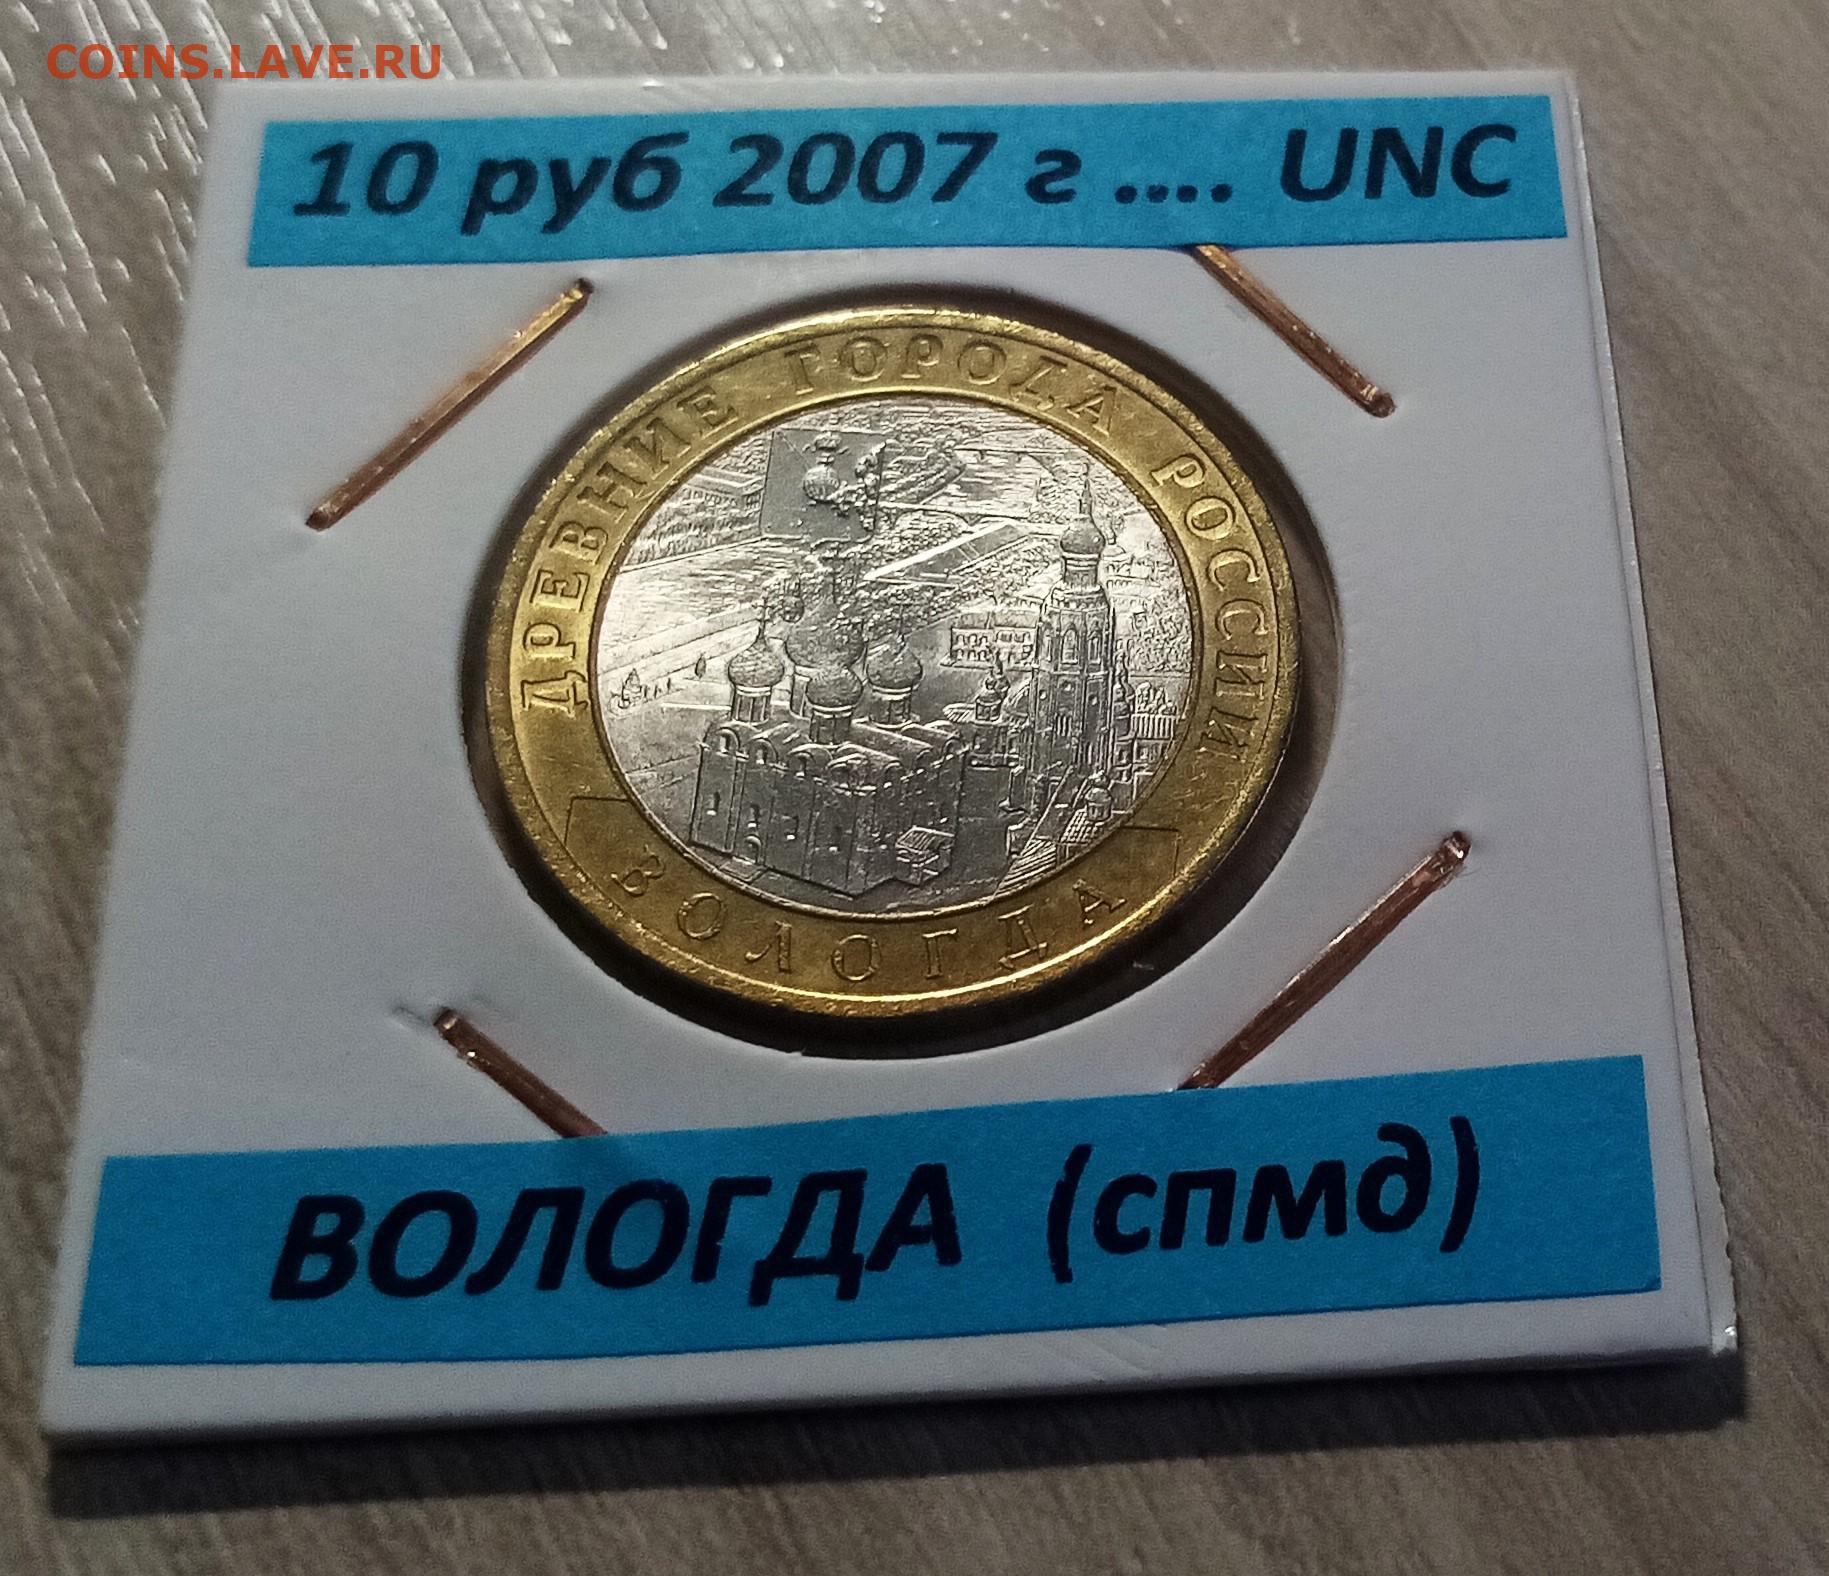 COINS.LAVE.RU
10 руб 2007 г .... UNC
ДРЕВНИЕ ГОРОДА РОССИИ
ВОЛОГДА
ВОЛОГДА (спмд)